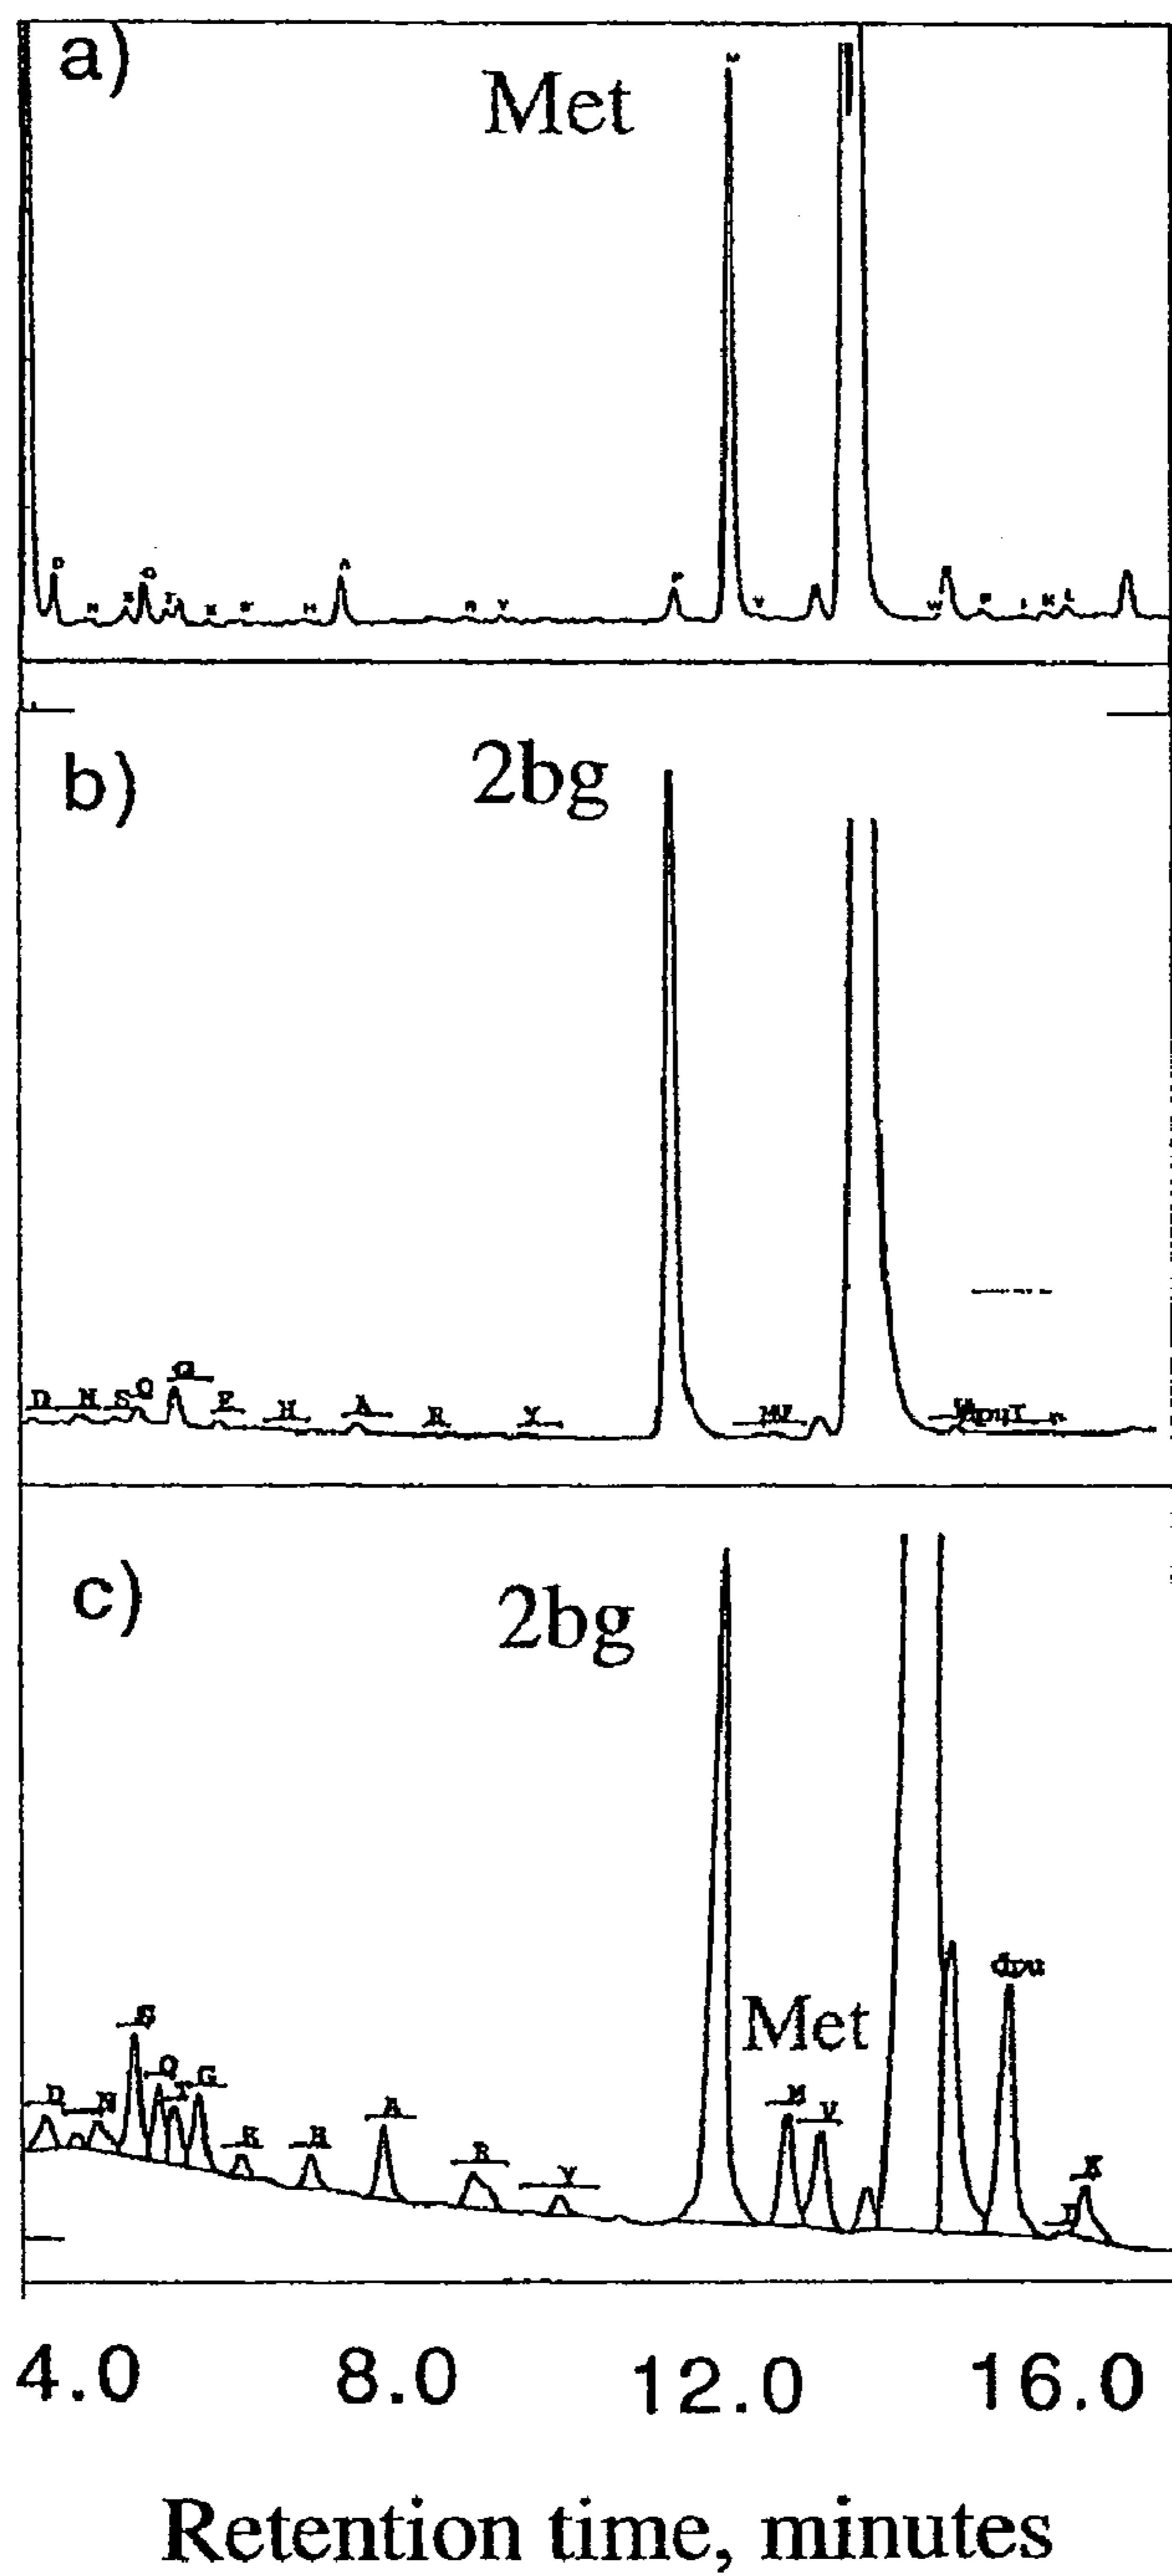 a)
Met
M
D N S Q T H A P V W K L
b)
2bg
D N S Q G E H A R Y
c)
2bg
dpu
Met
S
D N Q T G E H A R Y M V K
4.0 8.0 12.0 16.0
Retention time, minutes